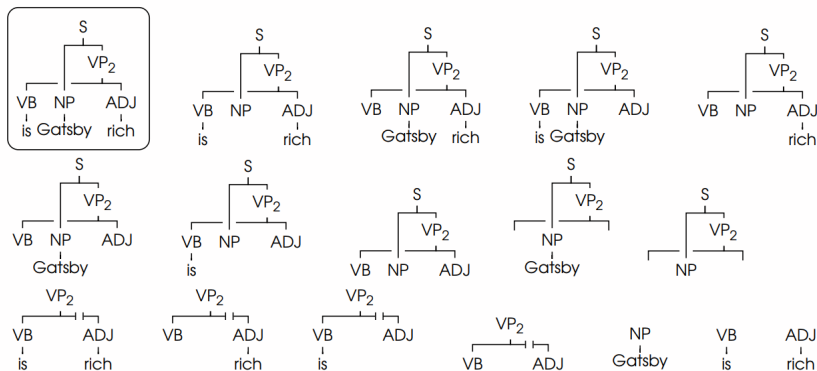 S
VP₂
VB NP ADJ
is Gatsby rich
S
VP₂
VB NP ADJ
is rich
S
VP₂
VB NP ADJ
Gatsby rich
S
VP₂
VB NP ADJ
is Gatsby
S
VP₂
VB NP ADJ
rich
S
VP₂
VB NP ADJ
Gatsby
S
VP₂
VB NP ADJ
is
S
VP₂
VB NP ADJ
S
VP₂
NP
Gatsby
S
VP₂
NP
VP₂
VB ADJ
is rich
VP₂
VB ADJ
rich
VP₂
VB ADJ
is
VP₂
VB ADJ
NP
Gatsby
VB
is
ADJ
rich